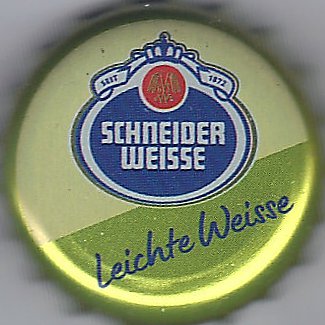 SEIT 1872
SCHNEIDER
WEISSE
Leichte Weisse